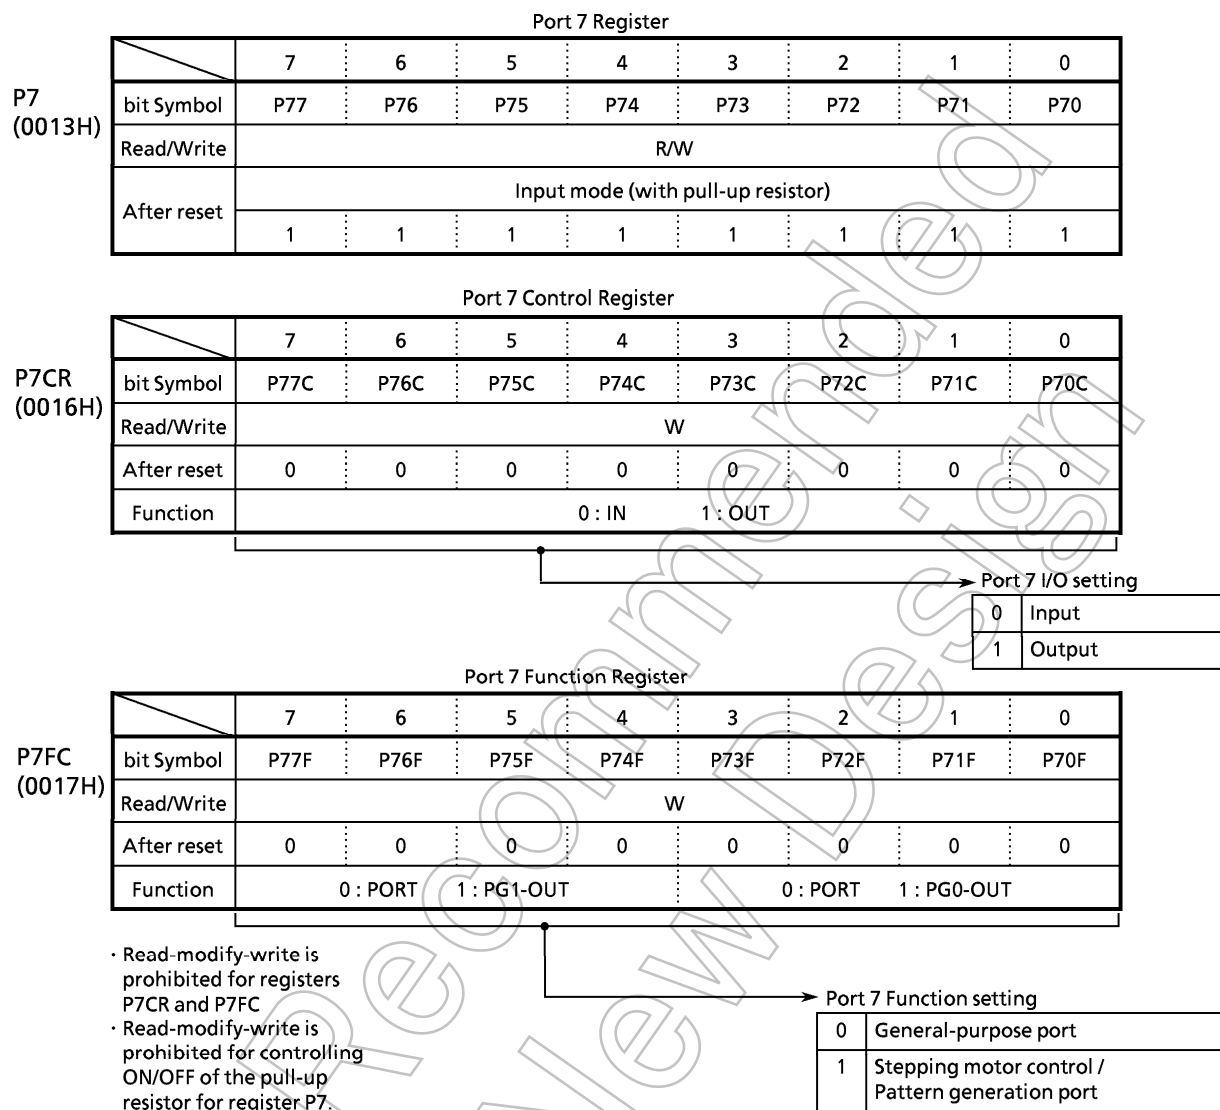 Port 7 Register
7 6 5 4 3 2 1 0
P7
(0013H)
bit Symbol P77 P76 P75 P74 P73 P72 P71 P70
Read/Write R/W
After reset Input mode (with pull-up resistor)
1 1 1 1 1 1 1 1
Port 7 Control Register
7 6 5 4 3 2 1 0
P7CR
(0016H)
bit Symbol P77C P76C P75C P74C P73C P72C P71C P70C
Read/Write W
After reset 0 0 0 0 0 0 0 0
Function 0 : IN 1 : OUT
Port 7 I/O setting
0 Input
1 Output
Port 7 Function Register
7 6 5 4 3 2 1 0
P7FC
(0017H)
bit Symbol P77F P76F P75F P74F P73F P72F P71F P70F
Read/Write W
After reset 0 0 0 0 0 0 0 0
Function 0 : PORT 1 : PG1-OUT 0 : PORT 1 : PG0-OUT
· Read-modify-write is
prohibited for registers
P7CR and P7FC
· Read-modify-write is
prohibited for controlling
ON/OFF of the pull-up
resistor for register P7.
Port 7 Function setting
0 General-purpose port
1 Stepping motor control /
Pattern generation port
Recommended
New Design